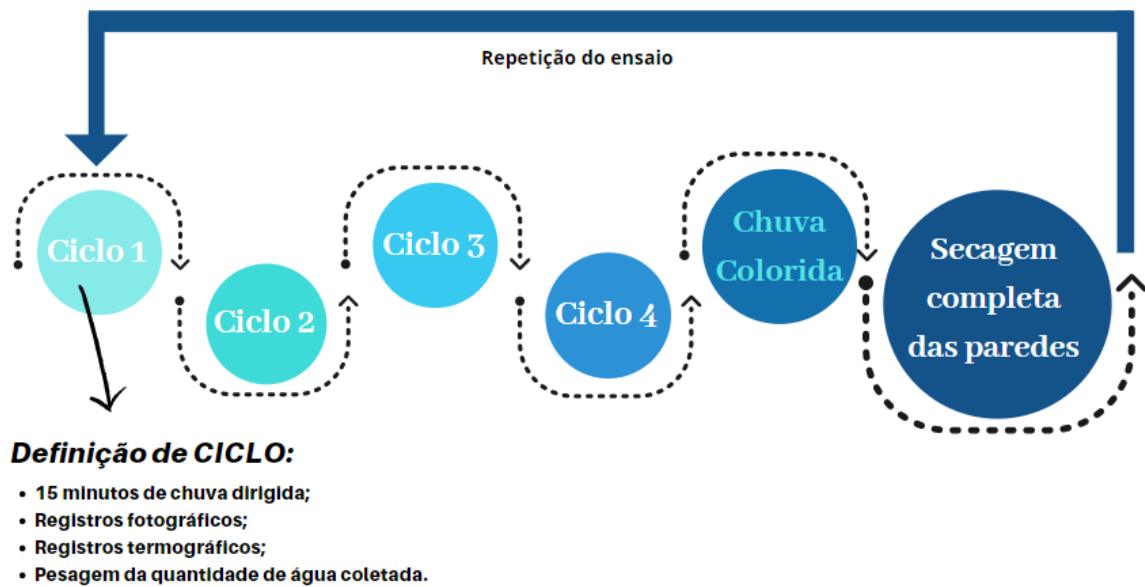 Repetição do ensaio
Ciclo 1
Ciclo 2
Ciclo 3
Ciclo 4
Chuva
Colorida
Secagem
completa
das paredes
Definição de CICLO:
• 15 minutos de chuva dirigida;
• Registros fotográficos;
• Registros termográficos;
• Pesagem da quantidade de água coletada.